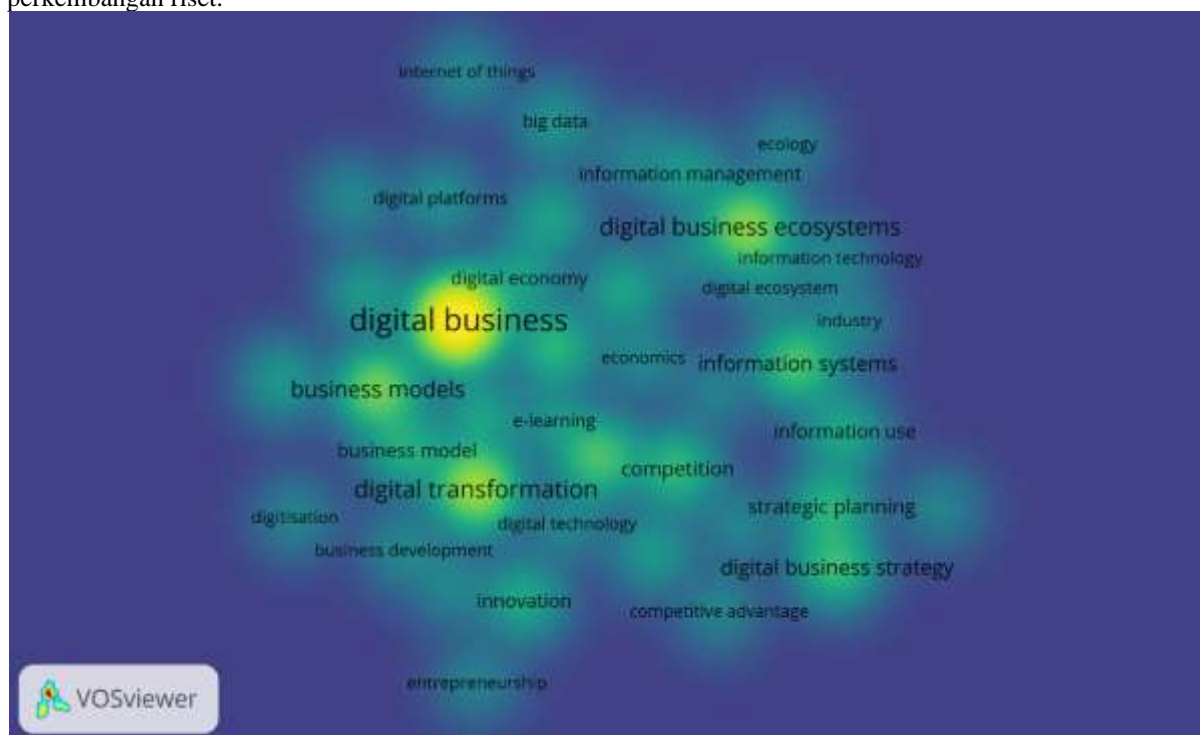 perkembangan riset.
internet of things
big data
ecology
information management
digital platforms
digital business ecosystems
information technology
digital economy
digital ecosystem
digital business
industry
economics
information systems
business models
e-learning
information use
business model
competition
digital transformation
strategic planning
digitisation
digital technology
business development
digital business strategy
innovation
competitive advantage
entrepreneurship
VOSviewer